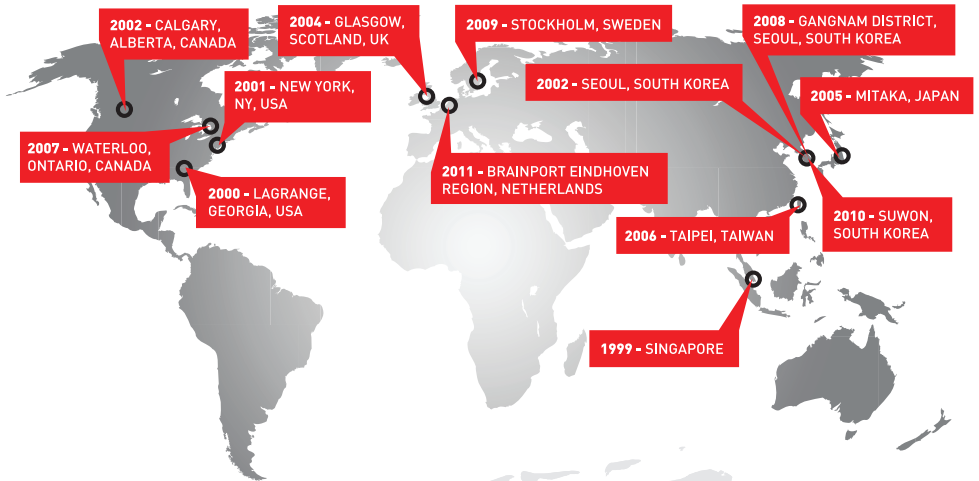 2002 - CALGARY,
ALBERTA, CANADA
2004 - GLASGOW,
SCOTLAND, UK
2009 - STOCKHOLM, SWEDEN
2008 - GANGNAM DISTRICT,
SEOUL, SOUTH KOREA
2001 - NEW YORK,
NY, USA
2002 - SEOUL, SOUTH KOREA
2005 - MITAKA, JAPAN
2007 - WATERLOO,
ONTARIO, CANADA
2011 - BRAINPORT EINDHOVEN
REGION, NETHERLANDS
2000 - LAGRANGE,
GEORGIA, USA
2006 - TAIPEI, TAIWAN
2010 - SUWON,
SOUTH KOREA
1999 - SINGAPORE